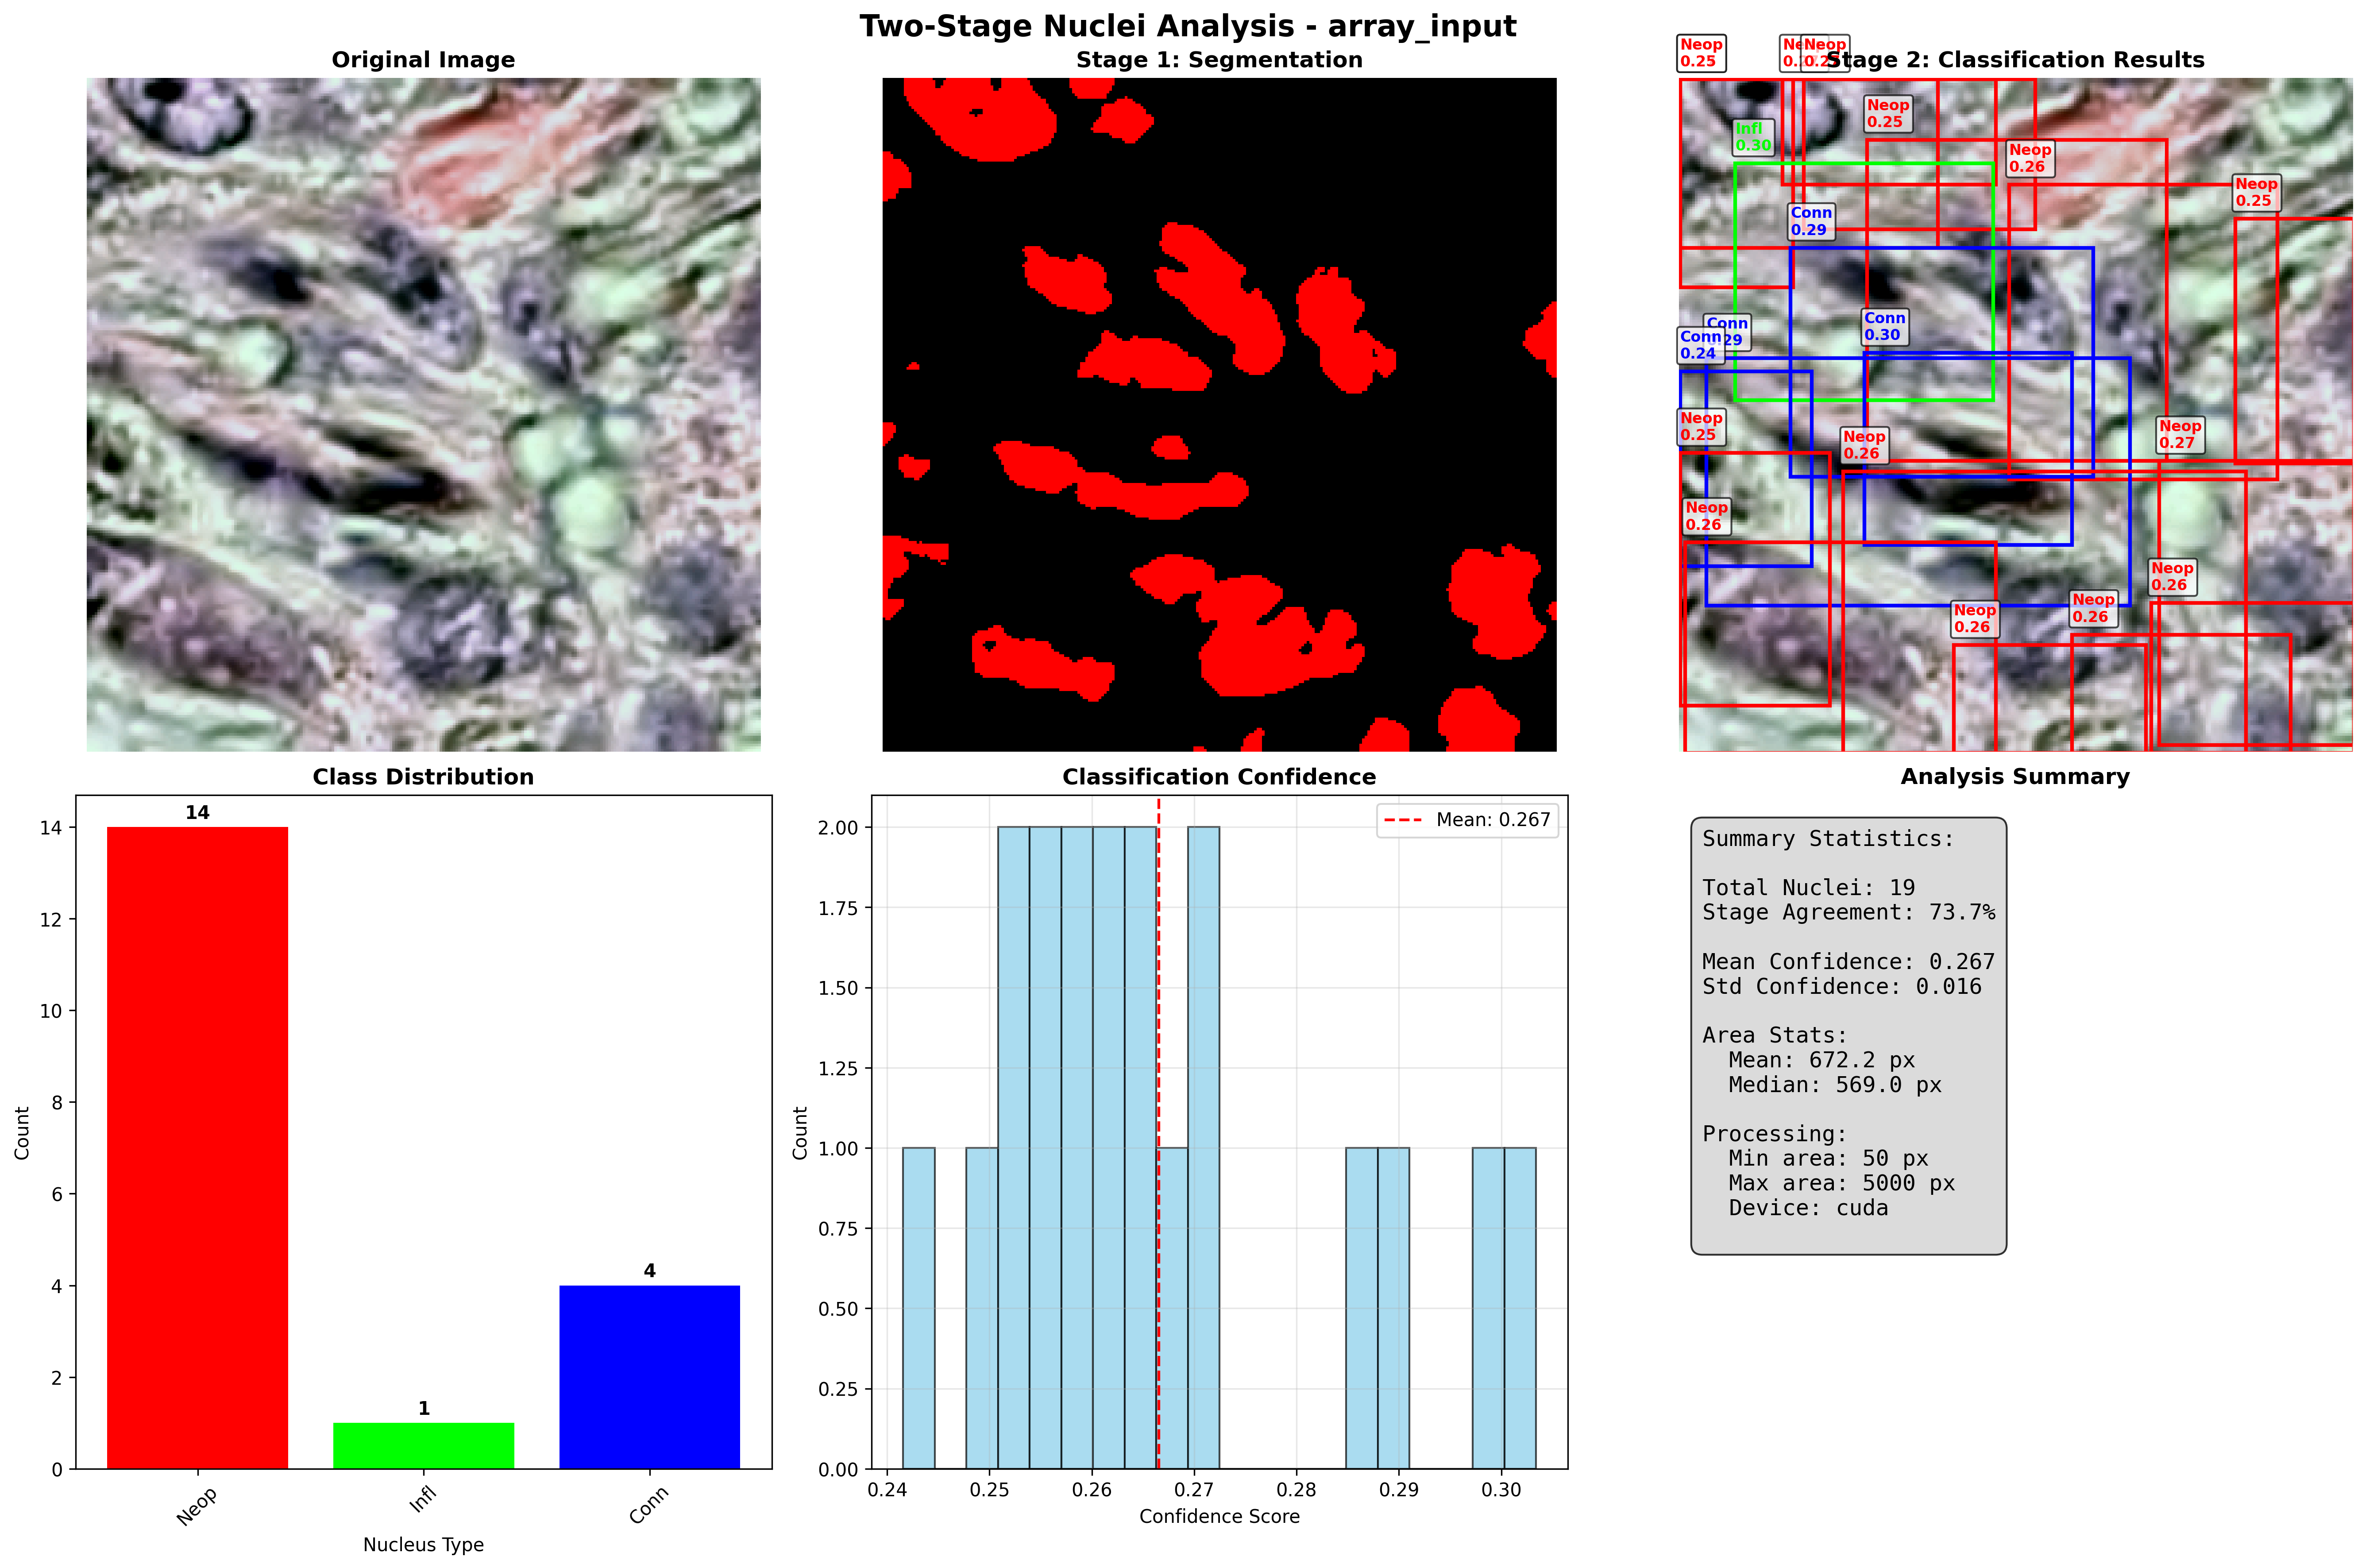 Two-Stage Nuclei Analysis - array_input
Original Image
Stage 1: Segmentation
Stage 2: Classification Results
Neop
0.25
Neop
Neop
0.25
Infl
0.30
Neop
0.26
Neop
0.25
Conn
0.29
Conn
Conn
0.24
Conn
0.30
Neop
0.25
Neop
0.26
Neop
0.27
Neop
0.26
Neop
0.26
Neop
0.26
Neop
0.26
Class Distribution
Count
14
12
10
8
6
4
2
0
14
1
4
Neop
Infl
Conn
Nucleus Type
Classification Confidence
Count
2.00
1.75
1.50
1.25
1.00
0.75
0.50
0.25
0.00
Mean: 0.267
0.24
0.25
0.26
0.27
0.28
0.29
0.30
Confidence Score
Analysis Summary
Summary Statistics:
Total Nuclei: 19
Stage Agreement: 73.7%
Mean Confidence: 0.267
Std Confidence: 0.016
Area Stats:
Mean: 672.2 px
Median: 569.0 px
Processing:
Min area: 50 px
Max area: 5000 px
Device: cuda